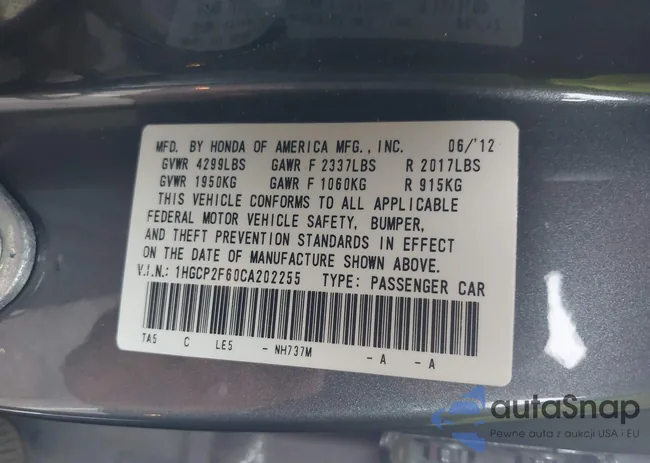 MFD. BY HONDA OF AMERICA MFG., INC. 06/'12
GVWR 4299LBS GAWR F 2337LBS R 2017LBS
GVWR 1950KG GAWR F 1060KG R 915KG
THIS VEHICLE CONFORMS TO ALL APPLICABLE
FEDERAL MOTOR VEHICLE SAFETY, BUMPER,
AND THEFT PREVENTION STANDARDS IN EFFECT
ON THE DATE OF MANUFACTURE SHOWN ABOVE.
V.I.N.: 1HGCP2F60CA202255 TYPE: PASSENGER CAR
TA5 C LE5 - NH737M - A - A
autaSnap
Pewne auta z aukcji USA i EU